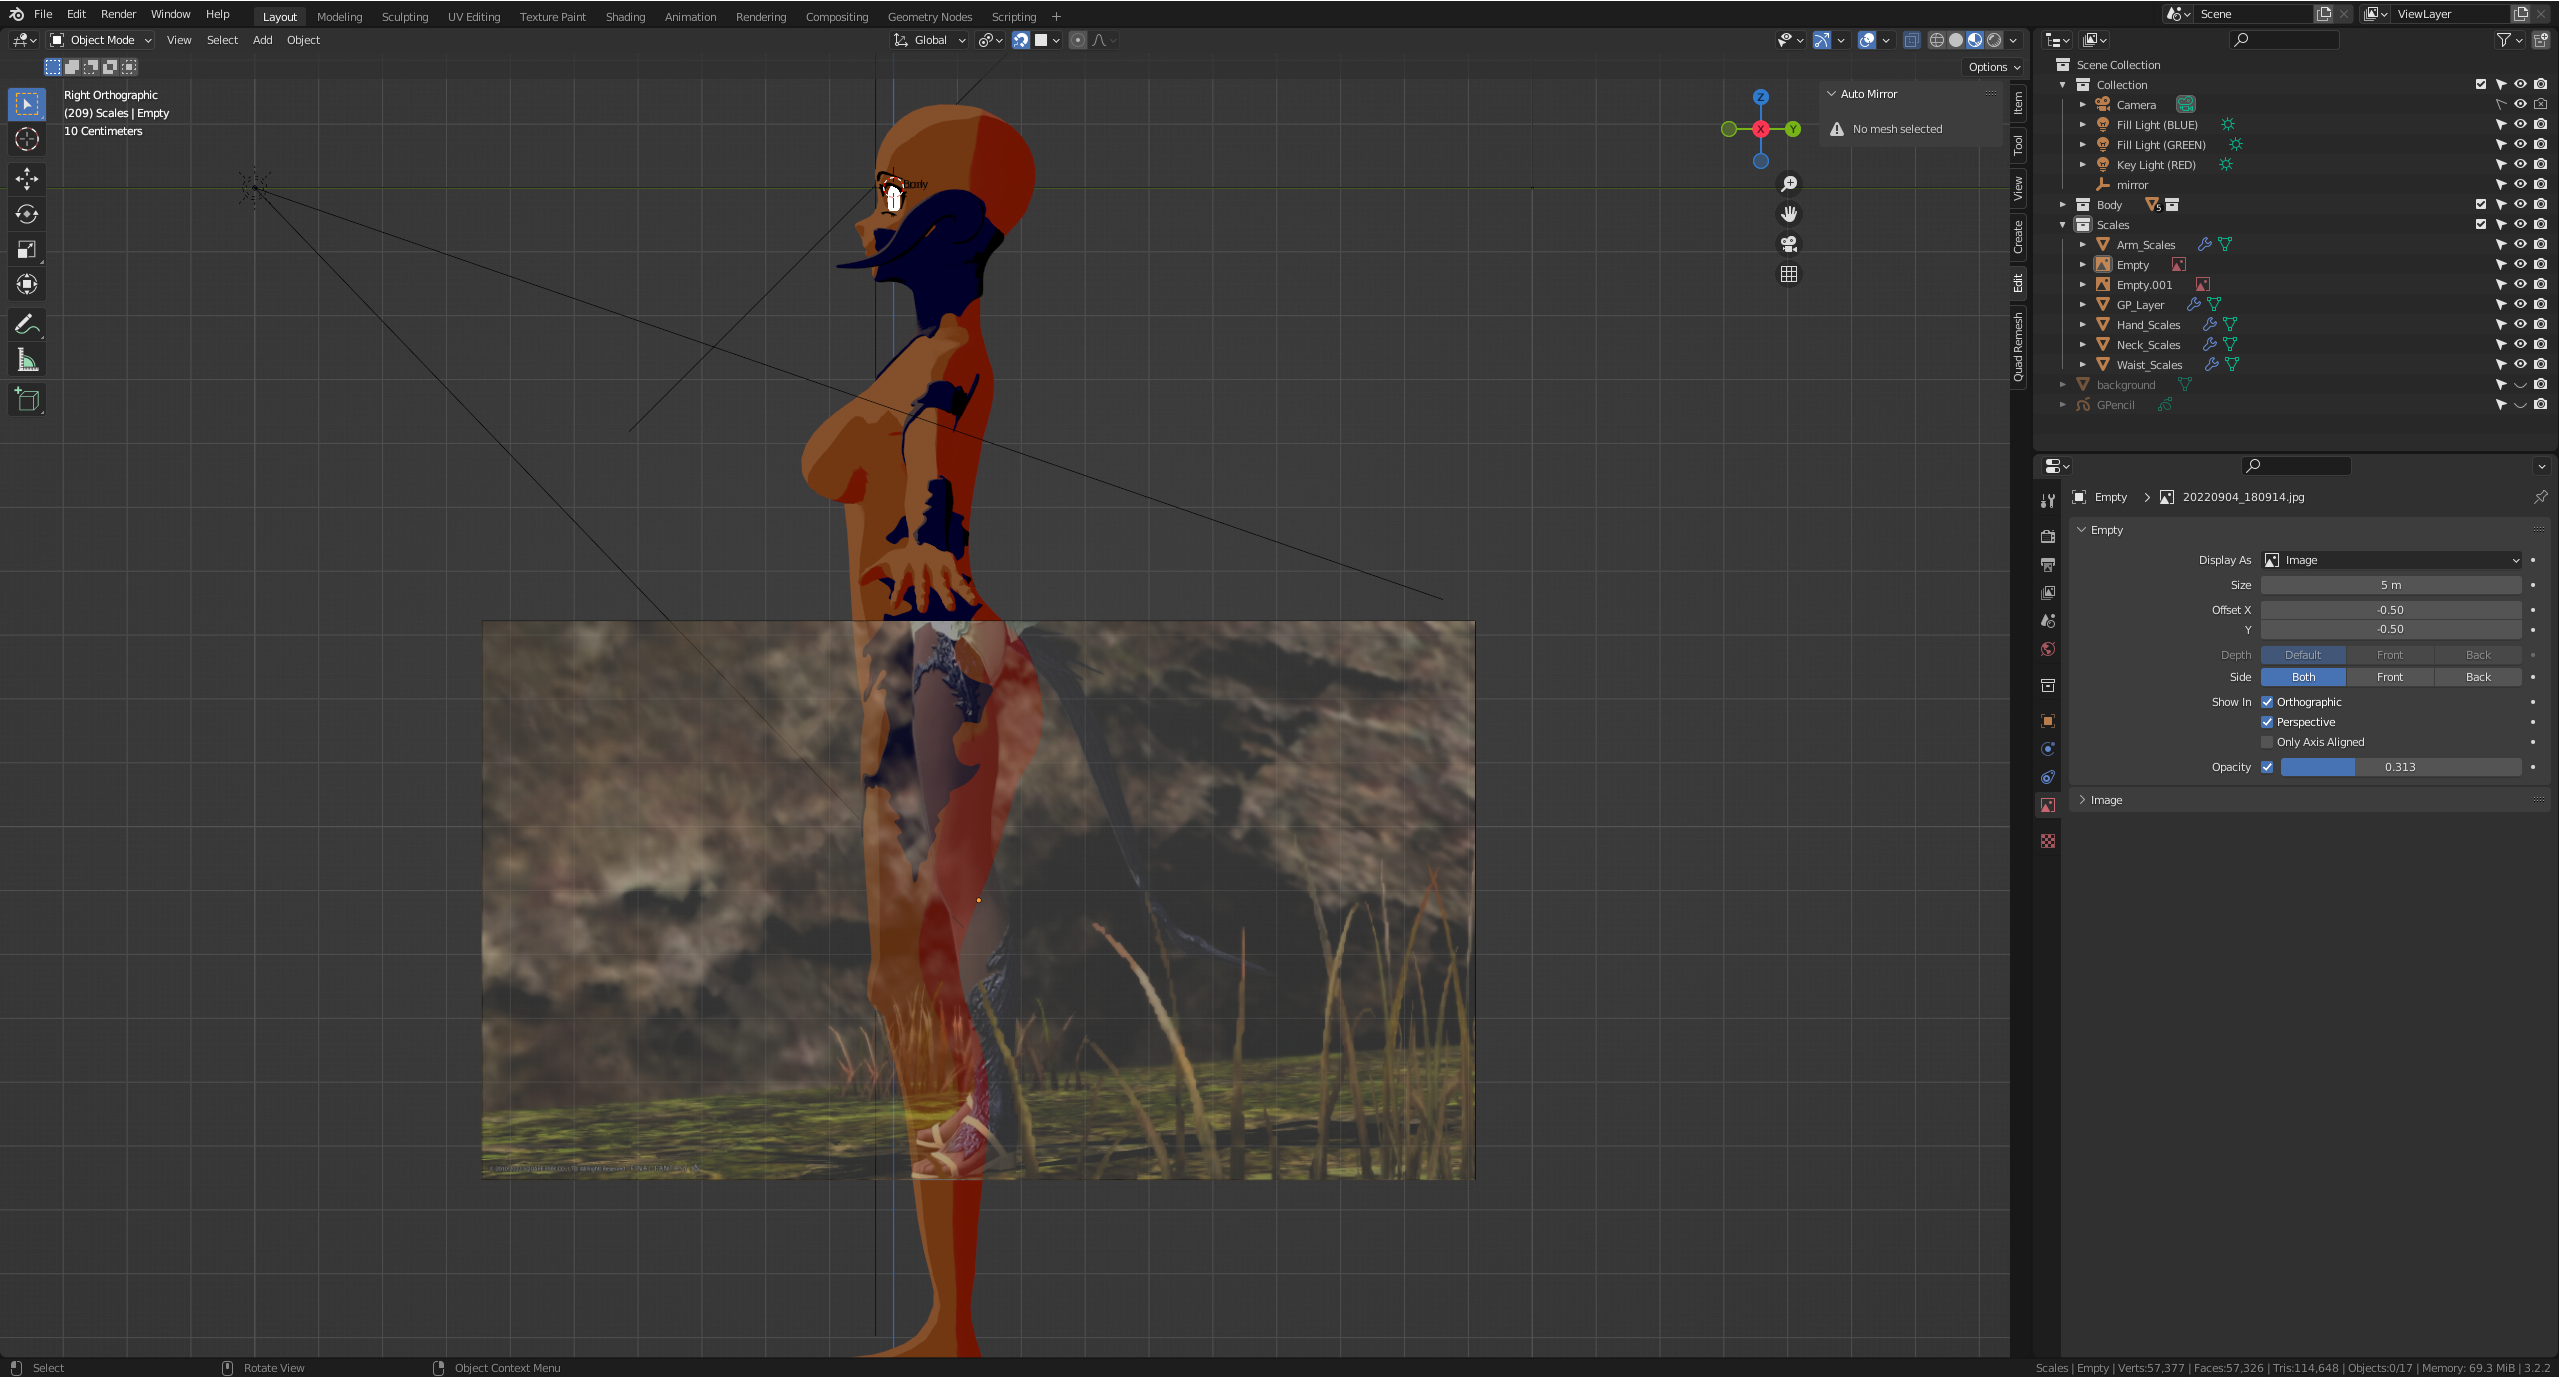 File Edit Render Window Help Layout Modeling Sculpting UV Editing Texture Paint Shading Animation Rendering Compositing Geometry Nodes Scripting + Scene ViewLayer
Object Mode View Select Add Object Global
Options
Right Orthographic
(209) Scales | Empty
10 Centimeters
Z
X
Y
Auto Mirror
No mesh selected
Item
Tool
View
Create
Edit
Quad Remesh
Body
Scene Collection
Collection
Camera
Fill Light (BLUE)
Fill Light (GREEN)
Key Light (RED)
mirror
Body 5
Scales
Arm_Scales
Empty
Empty.001
GP_Layer
Hand_Scales
Neck_Scales
Waist_Scales
background
GPencil
Empty 20220904_180914.jpg
Empty
Display As Image
Size 5 m
Offset X -0.50
Y -0.50
Depth Default Front Back
Side Both Front Back
Show In Orthographic
Perspective
Only Axis Aligned
Opacity 0.313
Image
Select Rotate View Object Context Menu
Scales | Empty | Verts:57,377 | Faces:57,326 | Tris:114,648 | Objects:0/17 | Memory: 69.3 MiB | 3.2.2